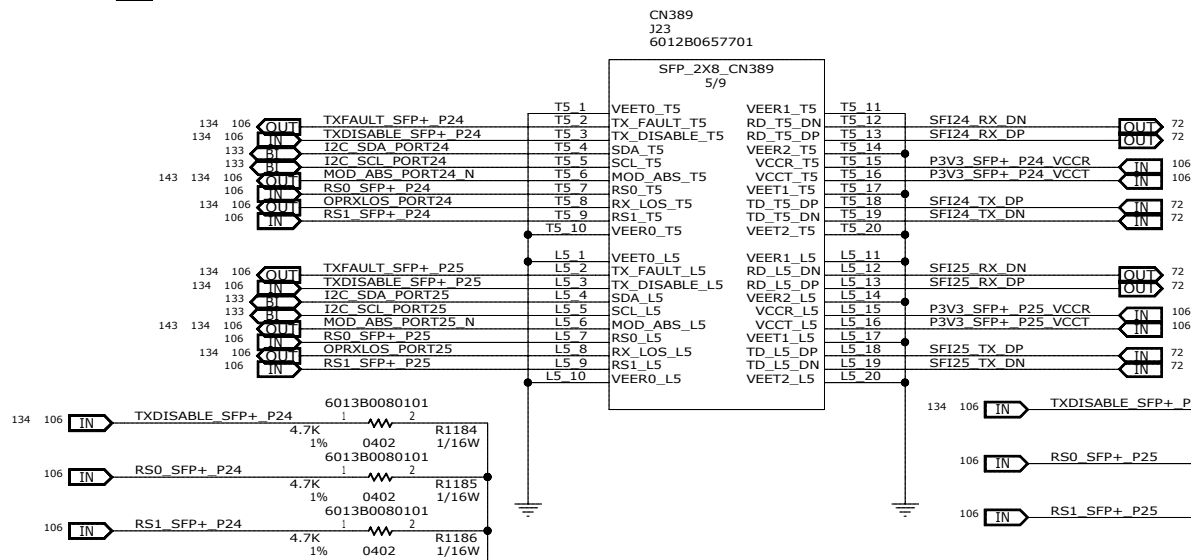 CN389
J23
6012B0657701
SFP_2X8_CN389
5/9
134 106 OUT TXFAULT_SFP+_P24 T5_2 TX_FAULT_T5
134 106 IN TXDISABLE_SFP+_P24 T5_3 TX_DISABLE_T5
133 BI I2C_SDA_PORT24 T5_4 SDA_T5
133 BI I2C_SCL_PORT24 T5_5 SCL_T5
143 134 106 OUT MOD_ABS_PORT24_N T5_6 MOD_ABS_T5
106 IN RS0_SFP+_P24 T5_7 RS0_T5
134 106 OUT OPRXLOS_PORT24 T5_8 RX_LOS_T5
106 IN RS1_SFP+_P24 T5_9 RS1_T5
T5_1 VEET0_T5
T5_10 VEER0_T5
VEER1_T5 T5_11
RD_T5_DN T5_12 SFI24_RX_DN OUT 72
RD_T5_DP T5_13 SFI24_RX_DP OUT 72
VEER2_T5 T5_14
VCCR_T5 T5_15 P3V3_SFP+_P24_VCCR IN 106
VCCT_T5 T5_16 P3V3_SFP+_P24_VCCT IN 106
VEET1_T5 T5_17
TD_T5_DP T5_18 SFI24_TX_DP IN 72
TD_T5_DN T5_19 SFI24_TX_DN IN 72
VEET2_T5 T5_20
L5_1 VEET0_L5
134 106 OUT TXFAULT_SFP+_P25 L5_2 TX_FAULT_L5
134 106 IN TXDISABLE_SFP+_P25 L5_3 TX_DISABLE_L5
133 BI I2C_SDA_PORT25 L5_4 SDA_L5
133 BI I2C_SCL_PORT25 L5_5 SCL_L5
143 134 106 OUT MOD_ABS_PORT25_N L5_6 MOD_ABS_L5
106 IN RS0_SFP+_P25 L5_7 RS0_L5
134 106 OUT OPRXLOS_PORT25 L5_8 RX_LOS_L5
106 IN RS1_SFP+_P25 L5_9 RS1_L5
L5_10 VEER0_L5
VEER1_L5 L5_11
RD_L5_DN L5_12 SFI25_RX_DN OUT 72
RD_L5_DP L5_13 SFI25_RX_DP OUT 72
VEER2_L5 L5_14
VCCR_L5 L5_15 P3V3_SFP+_P25_VCCR IN 106
VCCT_L5 L5_16 P3V3_SFP+_P25_VCCT IN 106
VEET1_L5 L5_17
TD_L5_DP L5_18 SFI25_TX_DP IN 72
TD_L5_DN L5_19 SFI25_TX_DN IN 72
VEET2_L5 L5_20
6013B0080101
134 106 IN TXDISABLE_SFP+_P24 1 2
4.7K R1184
1% 0402 1/16W
6013B0080101
106 IN RS0_SFP+_P24 1 2
4.7K R1185
1% 0402 1/16W
6013B0080101
106 IN RS1_SFP+_P24 1 2
4.7K R1186
1% 0402 1/16W
134 106 IN TXDISABLE_SFP+_P
106 IN RS0_SFP+_P25
106 IN RS1_SFP+_P25